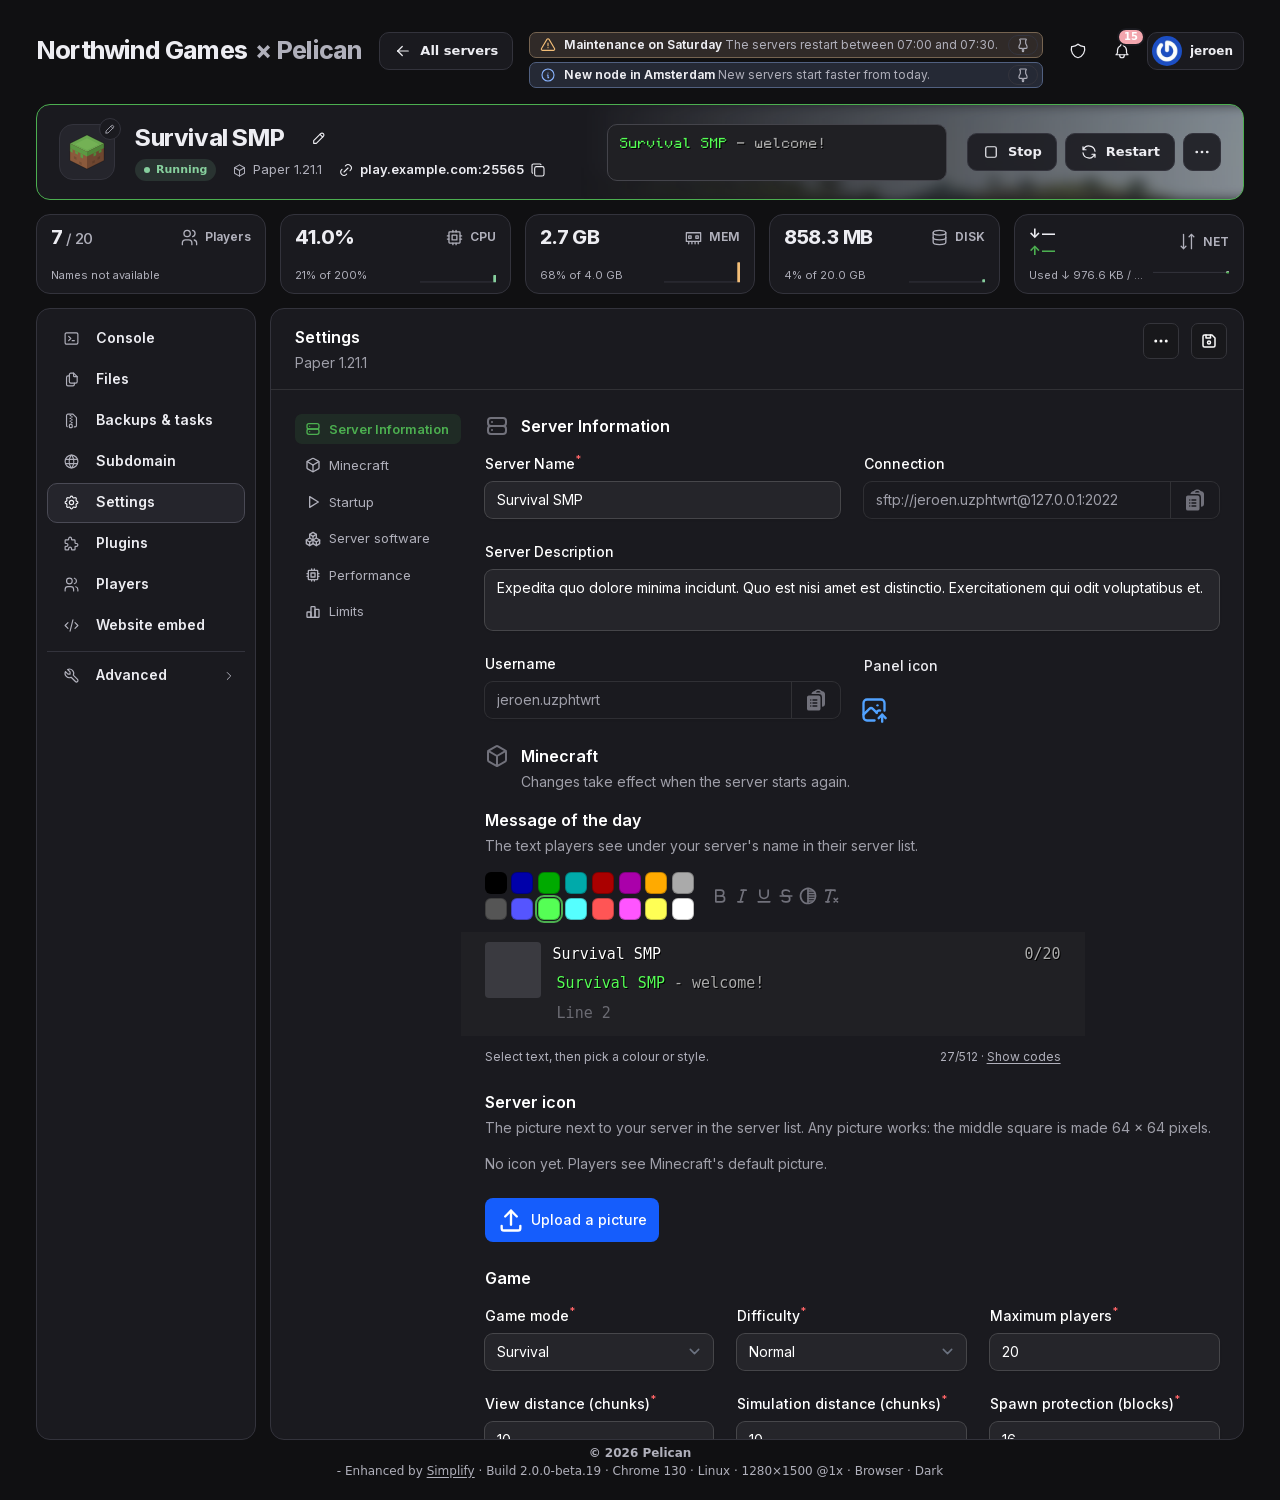 Northwind Games × Pelican
All servers
Maintenance on Saturday The servers restart between 07:00 and 07:30.
New node in Amsterdam New servers start faster from today.
15
jeroen
Survival SMP
Running
Paper 1.21.1
play.example.com:25565
Survival SMP - welcome!
Stop
Restart
7 / 20
Players
Names not available
41.0%
CPU
21% of 200%
2.7 GB
MEM
68% of 4.0 GB
858.3 MB
DISK
4% of 20.0 GB
↓—
↑—
NET
Used ↓ 976.6 KB / ...
Console
Files
Backups & tasks
Subdomain
Settings
Plugins
Players
Website embed
Advanced
Settings
Paper 1.21.1
Server Information
Minecraft
Startup
Server software
Performance
Limits
Server Information
Server Name*
Connection
Survival SMP
sftp://jeroen.uzphtwrt@127.0.0.1:2022
Server Description
Expedita quo dolore minima incidunt. Quo est nisi amet est distinctio. Exercitationem qui odit voluptatibus et.
Username
Panel icon
jeroen.uzphtwrt
Minecraft
Changes take effect when the server starts again.
Message of the day
The text players see under your server's name in their server list.
B I U S
Survival SMP
0/20
Survival SMP - welcome!
Line 2
Select text, then pick a colour or style.
27/512 · Show codes
Server icon
The picture next to your server in the server list. Any picture works: the middle square is made 64 × 64 pixels.
No icon yet. Players see Minecraft's default picture.
Upload a picture
Game
Game mode*
Difficulty*
Maximum players*
Survival
Normal
20
View distance (chunks)*
Simulation distance (chunks)*
Spawn protection (blocks)*
10
10
16
© 2026 Pelican
- Enhanced by Simplify · Build 2.0.0-beta.19 · Chrome 130 · Linux · 1280×1500 @1x · Browser · Dark